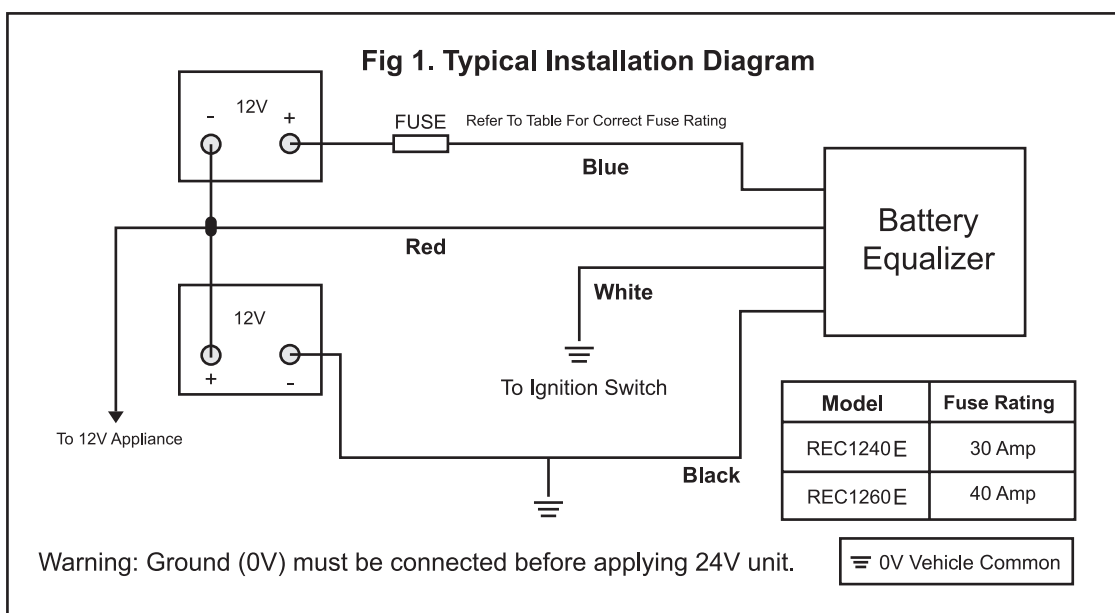 Fig 1. Typical Installation Diagram
12V
- +
FUSE
Refer To Table For Correct Fuse Rating
Blue
Battery
Equalizer
Red
White
12V
+ -
To Ignition Switch
To 12V Appliance
Black
Model Fuse Rating
REC1240E 30 Amp
REC1260E 40 Amp
Warning: Ground (0V) must be connected before applying 24V unit.
0V Vehicle Common